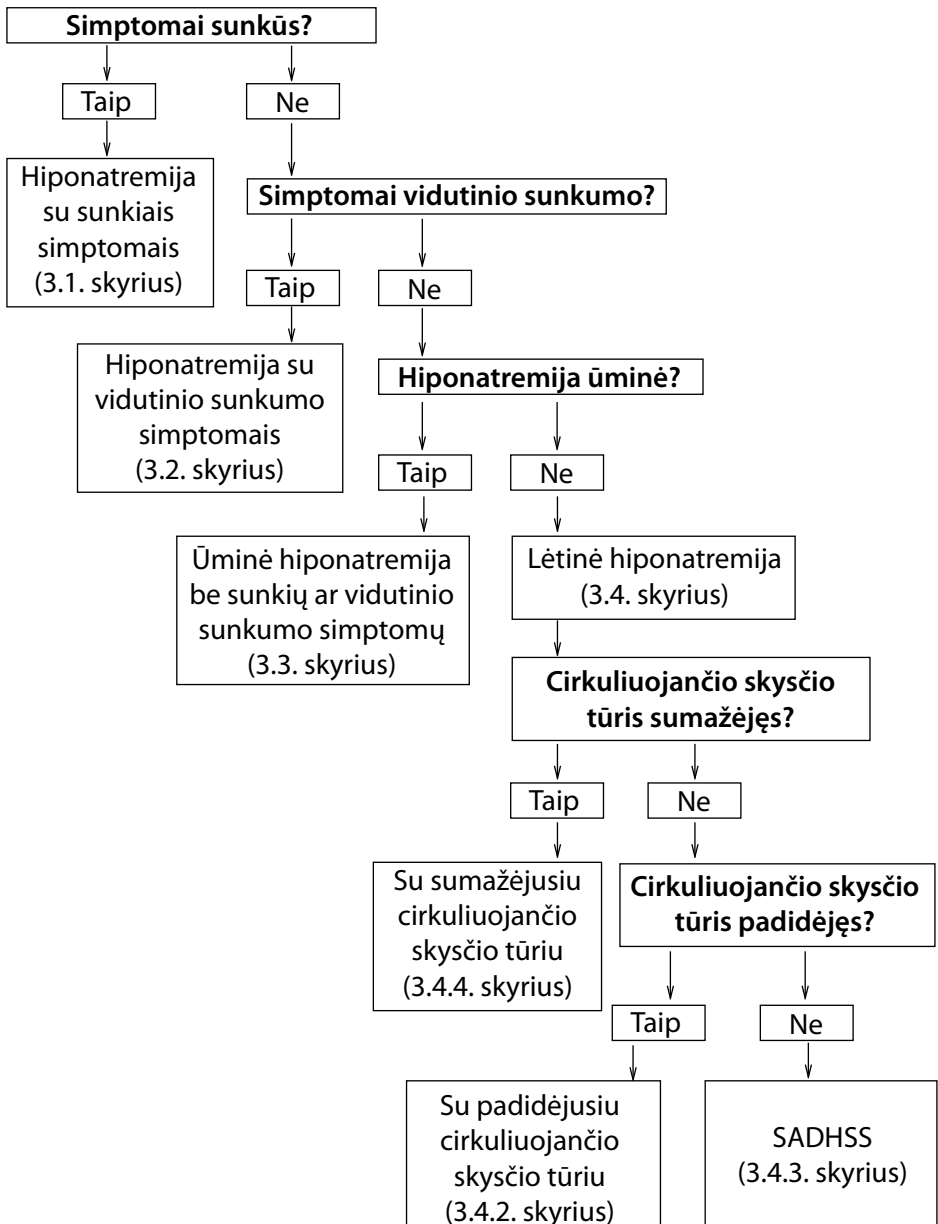 Simptomai sunkūs?
Taip
Ne
Hiponatremija
su sunkiais
simptomais
(3.1. skyrius)
Simptomai vidutinio sunkumo?
Taip
Ne
Hiponatremija su
vidutinio sunkumo
simptomais
(3.2. skyrius)
Hiponatremija ūminė?
Taip
Ne
Ūminė hiponatremija
be sunkių ar vidutinio
sunkumo simptomų
(3.3. skyrius)
Lėtinė hiponatremija
(3.4. skyrius)
Cirkuliuojančio skysčio
tūris sumažėjęs?
Taip
Ne
Su sumažėjusiu
cirkuliuojančio
skysčio tūriu
(3.4.4. skyrius)
Cirkuliuojančio skysčio
tūris padidėjęs?
Taip
Ne
Su padidėjusiu
cirkuliuojančio
skysčio tūriu
(3.4.2. skyrius)
SADHSS
(3.4.3. skyrius)